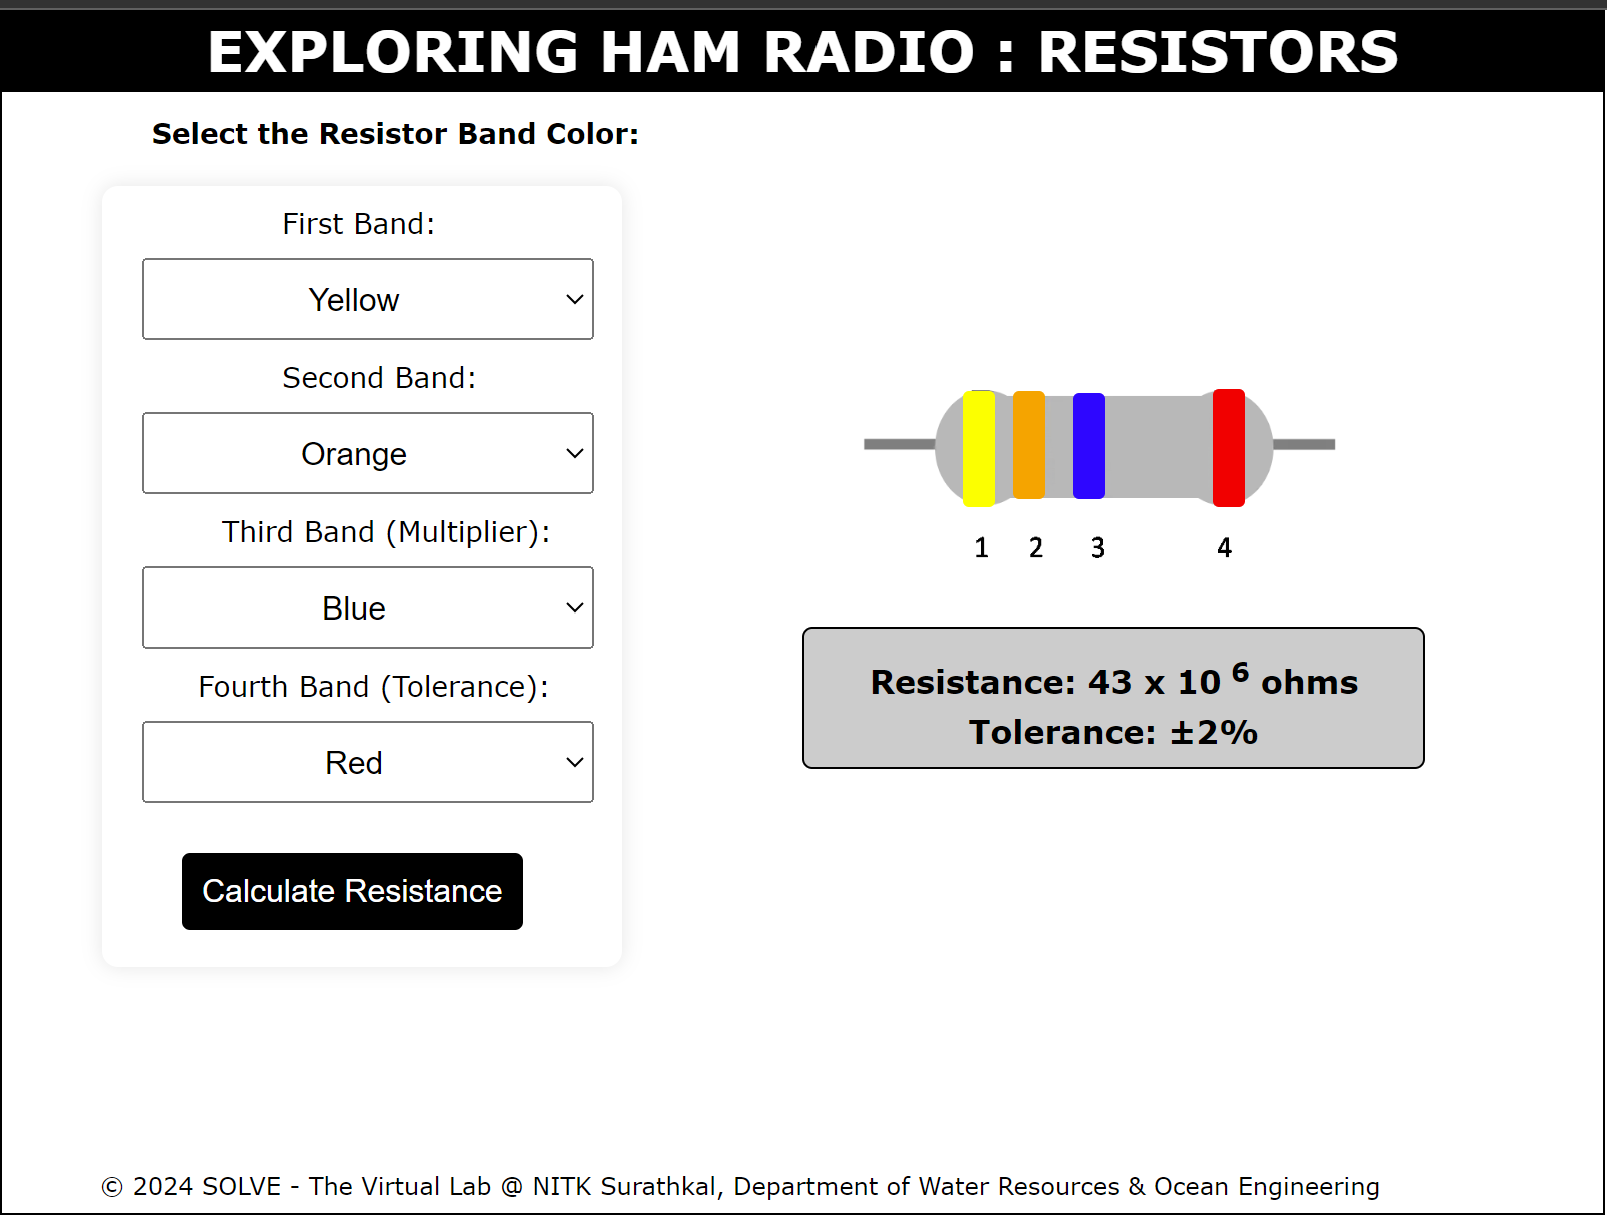 EXPLORING HAM RADIO : RESISTORS
Select the Resistor Band Color:
First Band:
Yellow
Second Band:
Orange
Third Band (Multiplier):
Blue
Fourth Band (Tolerance):
Red
Calculate Resistance
1 2 3 4
Resistance: 43 x 10 ⁶ ohms
Tolerance: ±2%
© 2024 SOLVE - The Virtual Lab @ NITK Surathkal, Department of Water Resources & Ocean Engineering